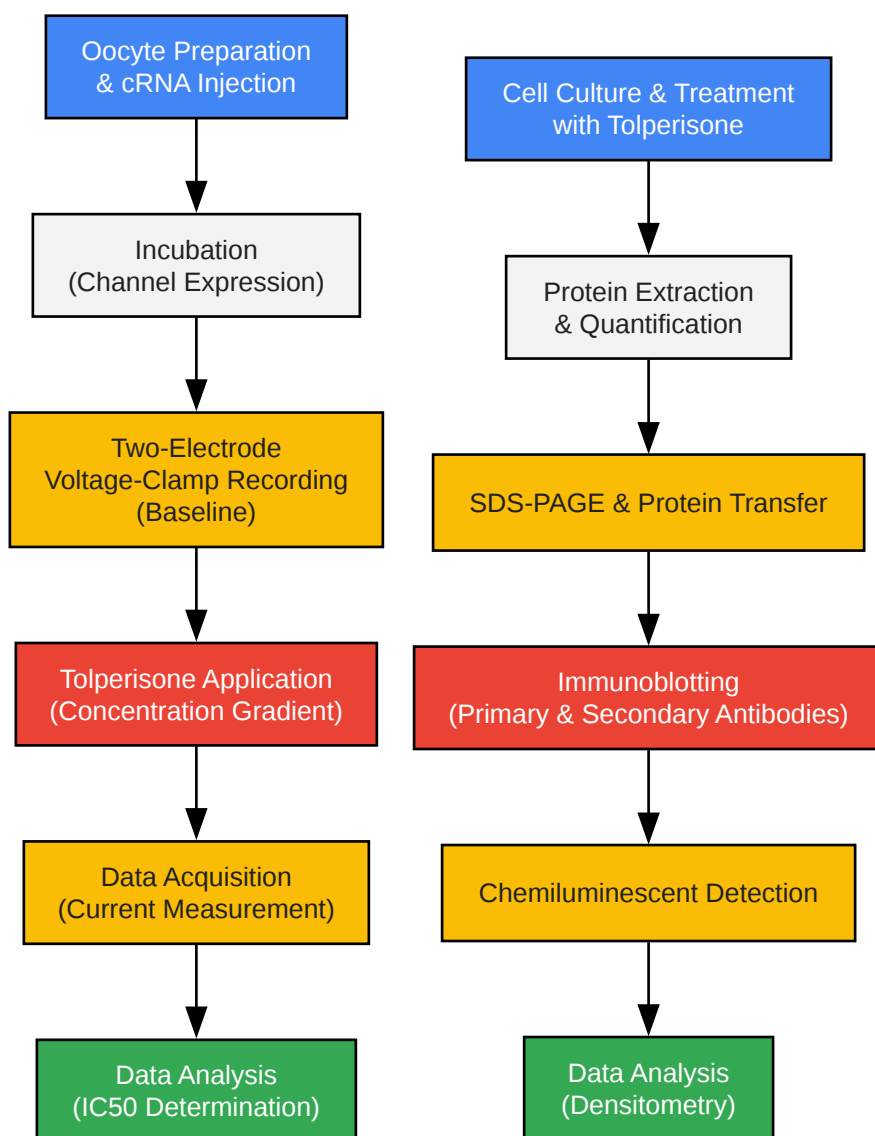 Oocyte Preparation
& cRNA Injection
Incubation
(Channel Expression)
Two-Electrode
Voltage-Clamp Recording
(Baseline)
Tolperisone Application
(Concentration Gradient)
Data Acquisition
(Current Measurement)
Data Analysis
(IC50 Determination)
Cell Culture & Treatment
with Tolperisone
Protein Extraction
& Quantification
SDS-PAGE & Protein Transfer
Immunoblotting
(Primary & Secondary Antibodies)
Chemiluminescent Detection
Data Analysis
(Densitometry)